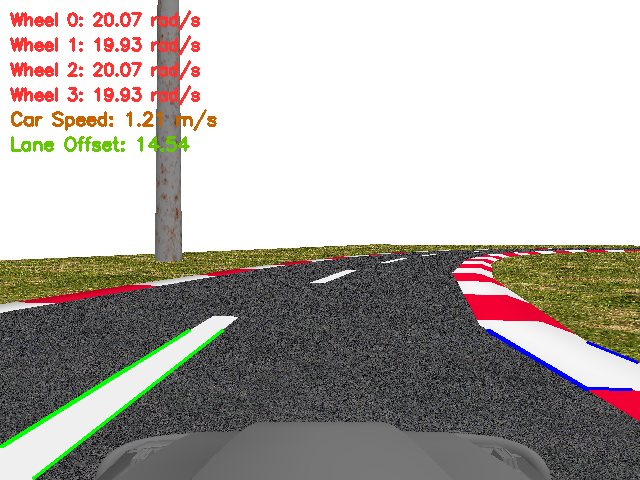 Wheel 0: 20.07 rad/s
Wheel 1: 19.93 rad/s
Wheel 2: 20.07 rad/s
Wheel 3: 19.93 rad/s
Car Speed: 1.21 m/s
Lane Offset: 14.54